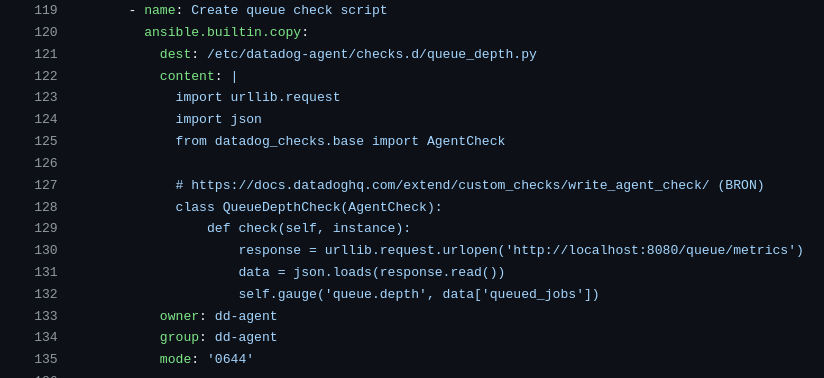 119 - name: Create queue check script
120 ansible.builtin.copy:
121 dest: /etc/datadog-agent/checks.d/queue_depth.py
122 content: |
123 import urllib.request
124 import json
125 from datadog_checks.base import AgentCheck
126
127 # https://docs.datadoghq.com/extend/custom_checks/write_agent_check/ (BRON)
128 class QueueDepthCheck(AgentCheck):
129 def check(self, instance):
130 response = urllib.request.urlopen('http://localhost:8080/queue/metrics')
131 data = json.loads(response.read())
132 self.gauge('queue.depth', data['queued_jobs'])
133 owner: dd-agent
134 group: dd-agent
135 mode: '0644'